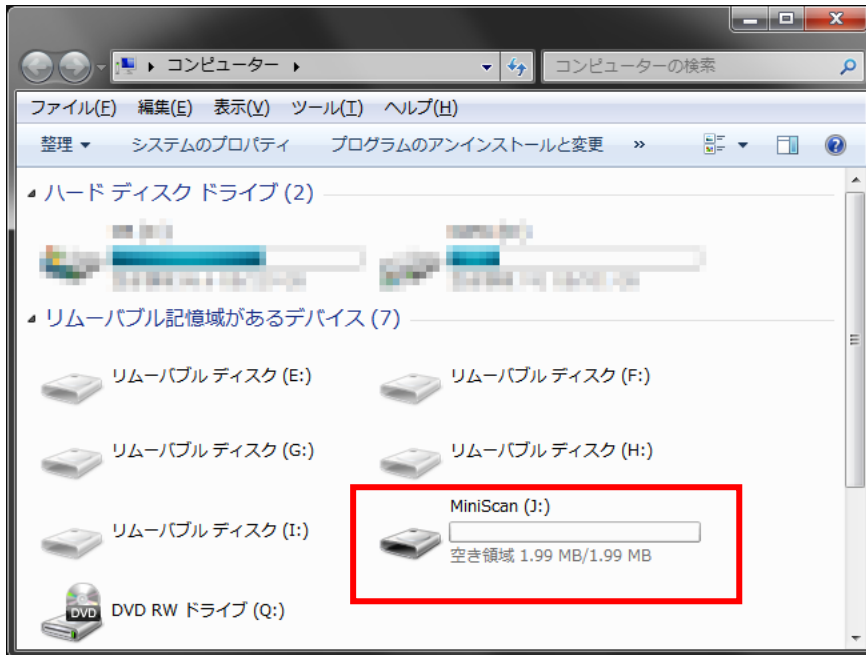 コンピューター
コンピューターの検索
ファイル(F) 編集(E) 表示(V) ツール(T) ヘルプ(H)
整理 システムのプロパティ プログラムのアンインストールと変更 »
ハード ディスク ドライブ (2)
リムーバブル記憶域があるデバイス (7)
リムーバブル ディスク (E:) リムーバブル ディスク (F:)
リムーバブル ディスク (G:) リムーバブル ディスク (H:)
MiniScan (J:)
リムーバブル ディスク (I:)
空き領域 1.99 MB/1.99 MB
DVD
DVD RW ドライブ (Q:)